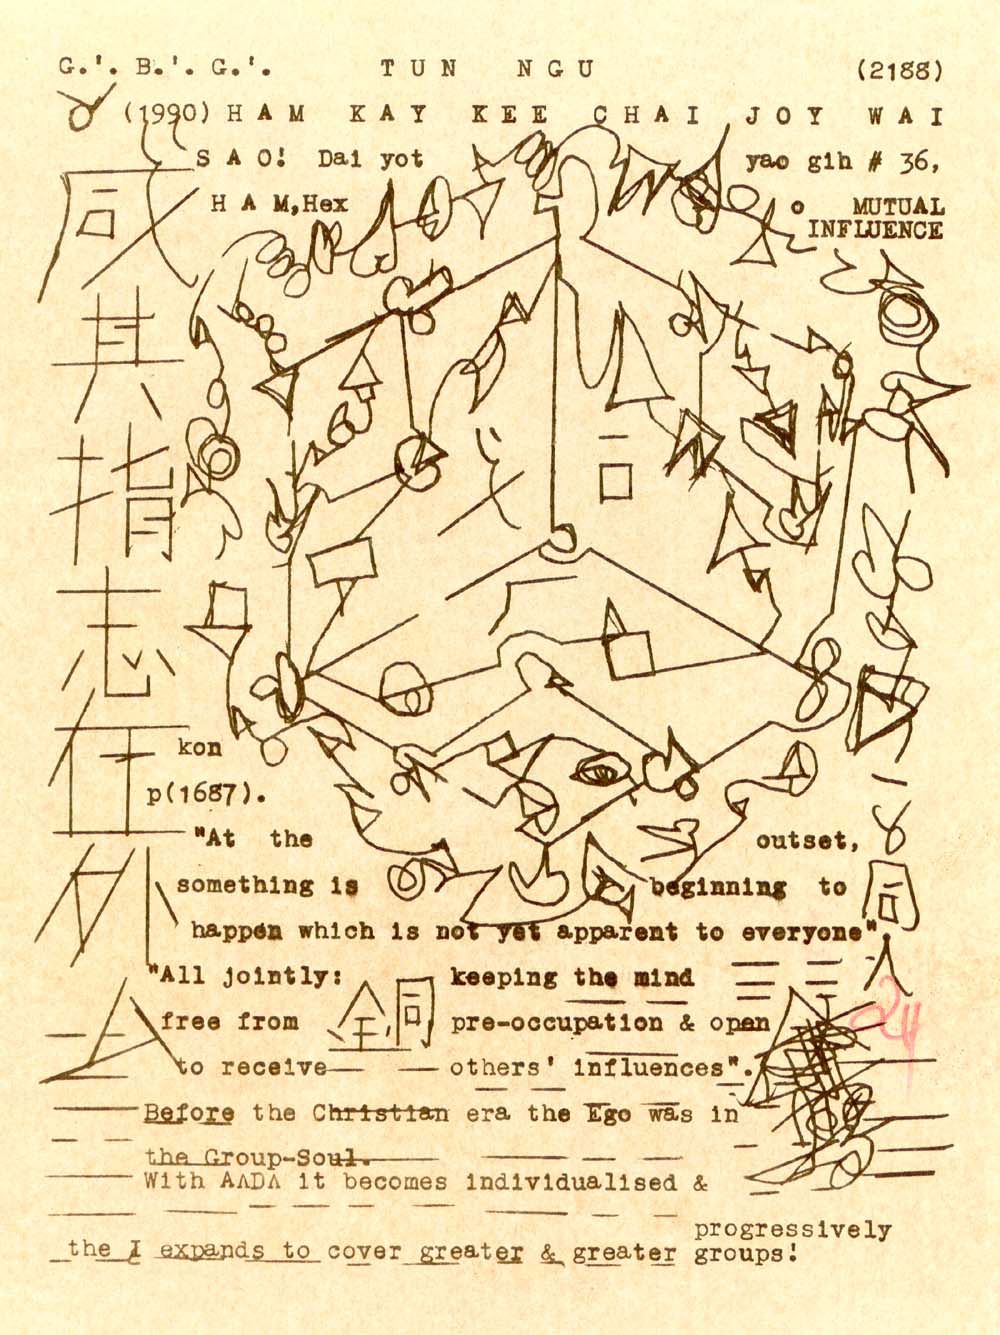 G.'. B.'. G.'. TUN NGU (2188)
(1990) HAM KAY KEE CHAI JOY WAI
SAO! Dai yot yao gih # 36,
HAM,Hex o MUTUAL
INFLUENCE
咸
其
指
志
在
外
kon
p(1687).
"At the outset,
something is beginning to
happen which is not yet apparent to everyone".
"All jointly: keeping the mind
free from 全同 pre-occupation & open
to receive others' influences".
Before the Christian era the Ego was in
the Group-Soul.
With AΛDΛ it becomes individualised &
progressively
the I expands to cover greater & greater groups!
24